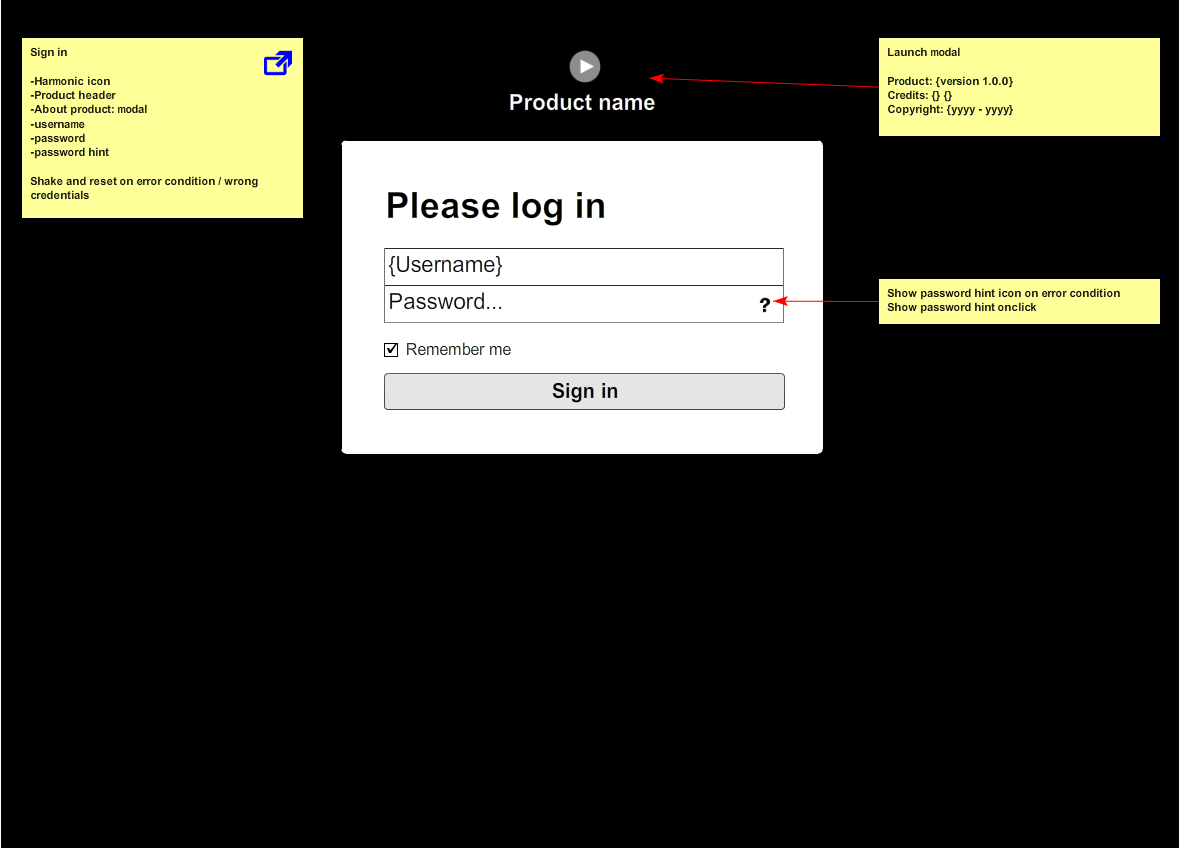 Sign in
-Harmonic icon
-Product header
-About product: modal
-username
-password
-password hint
Shake and reset on error condition / wrong
credentials
Product name
Launch modal
Product: {version 1.0.0}
Credits: {} {}
Copyright: {yyyy - yyyy}
Please log in
{Username}
Password...
?
Remember me
Sign in
Show password hint icon on error condition
Show password hint onclick